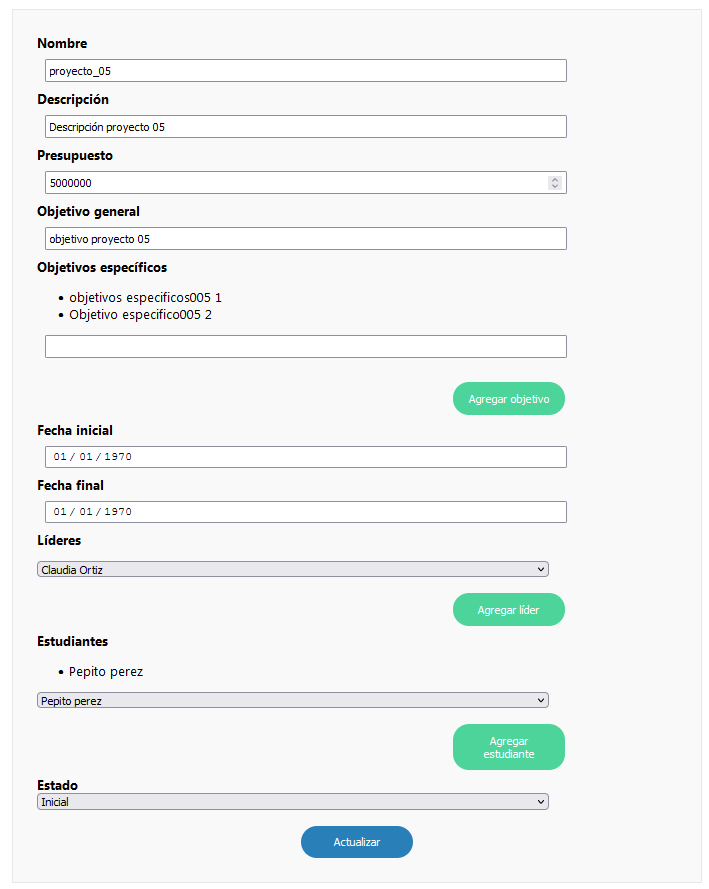 Nombre
proyecto_05
Descripción
Descripción proyecto 05
Presupuesto
5000000
Objetivo general
objetivo proyecto 05
Objetivos específicos
• objetivos especificos005 1
• Objetivo especifico005 2
Agregar objetivo
Fecha inicial
01 / 01 / 1970
Fecha final
01 / 01 / 1970
Líderes
Claudia Ortiz
Agregar líder
Estudiantes
• Pepito perez
Pepito perez
Agregar
estudiante
Estado
Inicial
Actualizar